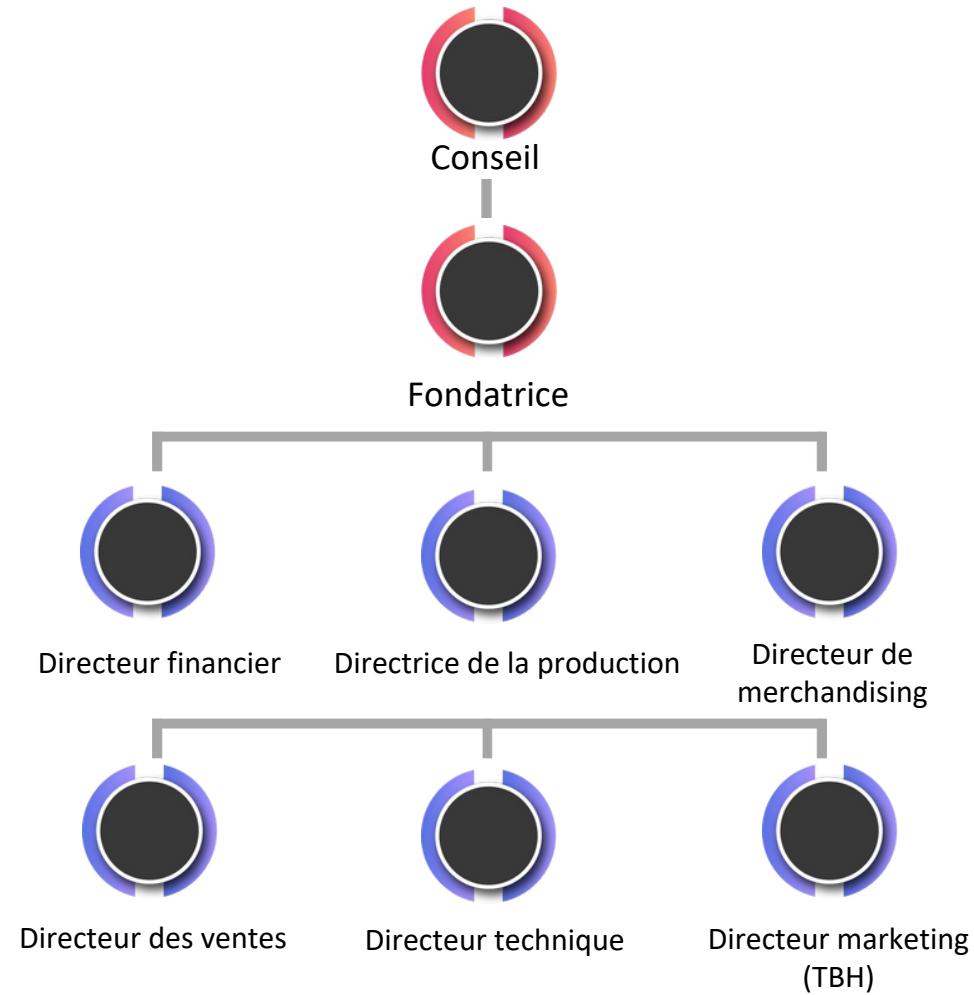 Conseil
Fondatrice
Directeur financier
Directrice de la production
Directeur de
merchandising
Directeur des ventes
Directeur technique
Directeur marketing
(TBH)